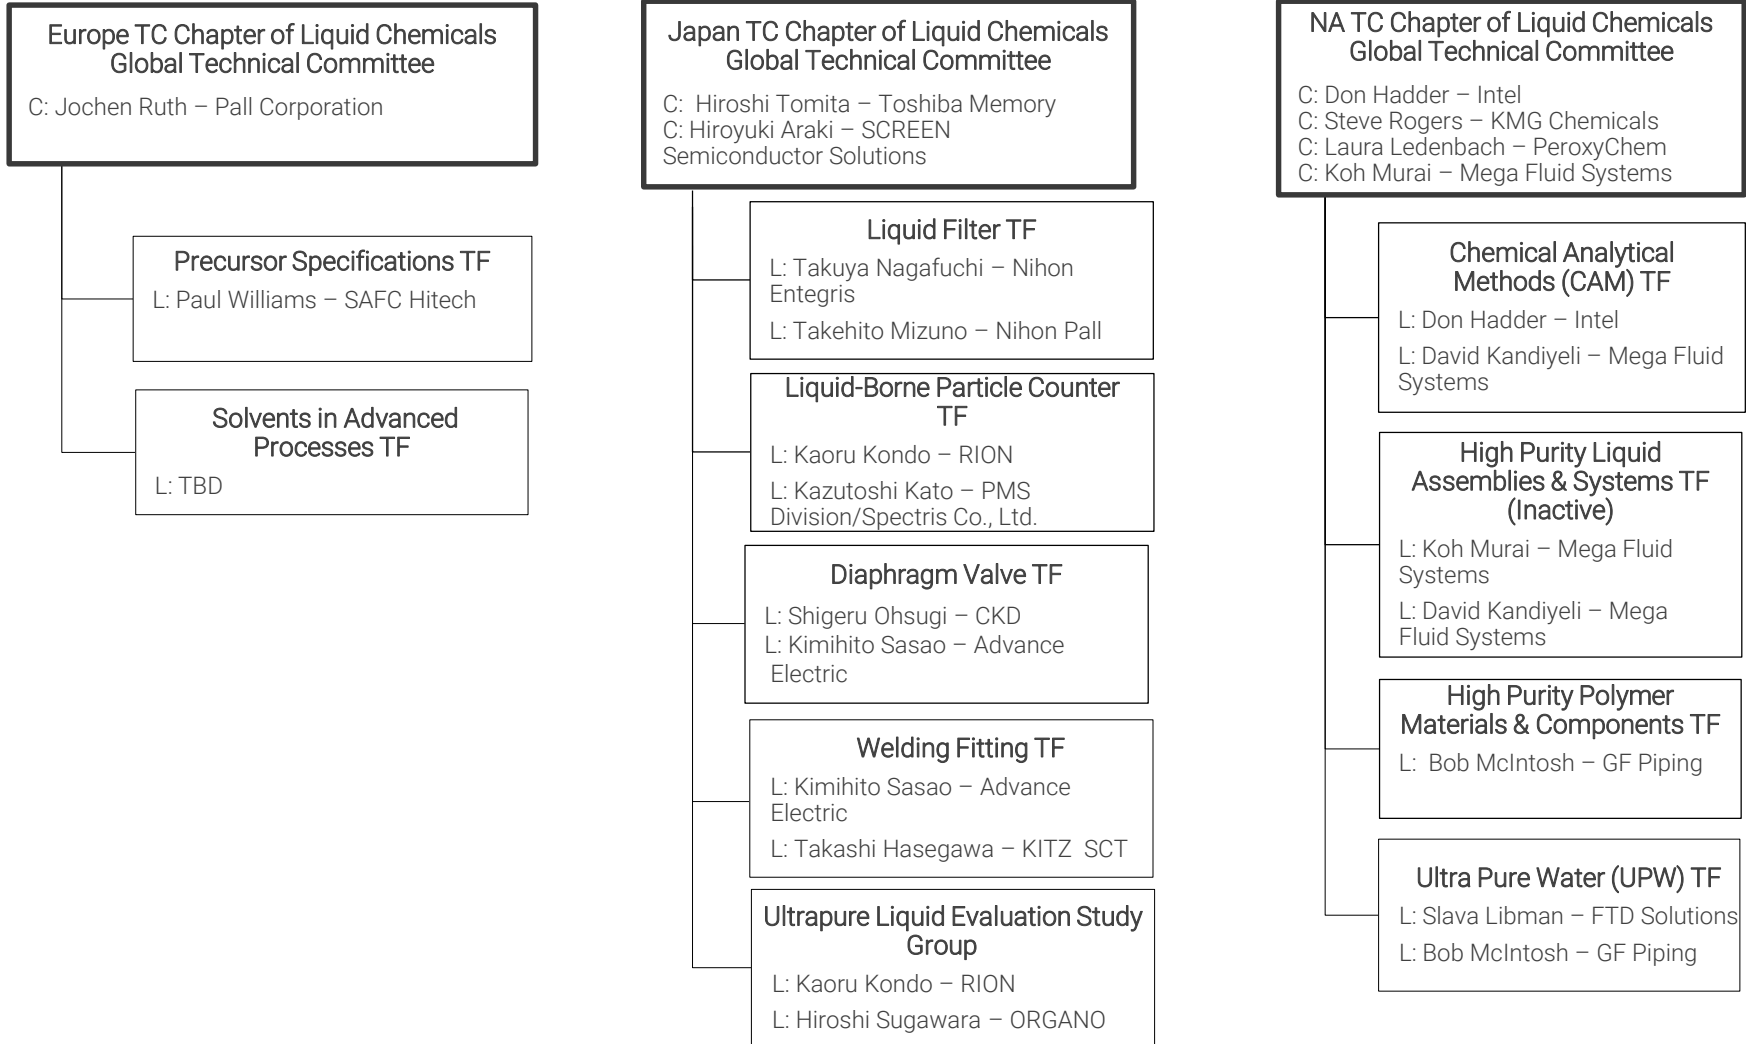 Europe TC Chapter of Liquid Chemicals
Global Technical Committee
C: Jochen Ruth – Pall Corporation
Precursor Specifications TF
L: Paul Williams – SAFC Hitech
Solvents in Advanced
Processes TF
L: TBD
Japan TC Chapter of Liquid Chemicals
Global Technical Committee
C:  Hiroshi Tomita – Toshiba Memory
C: Hiroyuki Araki – SCREEN
Semiconductor Solutions
Liquid Filter TF
L: Takuya Nagafuchi – Nihon
Entegris
L: Takehito Mizuno – Nihon Pall
Liquid-Borne Particle Counter
TF
L: Kaoru Kondo – RION
L: Kazutoshi Kato – PMS
Division/Spectris Co., Ltd.
Diaphragm Valve TF
L: Shigeru Ohsugi – CKD
L: Kimihito Sasao – Advance
Electric
Welding Fitting TF
L: Kimihito Sasao – Advance
Electric
L: Takashi Hasegawa – KITZ  SCT
Ultrapure Liquid Evaluation Study
Group
L: Kaoru Kondo – RION
L: Hiroshi Sugawara – ORGANO
NA TC Chapter of Liquid Chemicals
Global Technical Committee
C: Don Hadder – Intel
C: Steve Rogers – KMG Chemicals
C: Laura Ledenbach – PeroxyChem
C: Koh Murai – Mega Fluid Systems
Chemical Analytical
Methods (CAM) TF
L: Don Hadder – Intel
L: David Kandiyeli – Mega Fluid
Systems
High Purity Liquid
Assemblies & Systems TF
(Inactive)
L: Koh Murai – Mega Fluid
Systems
L: David Kandiyeli – Mega
Fluid Systems
High Purity Polymer
Materials & Components TF
L:  Bob McIntosh – GF Piping
Ultra Pure Water (UPW) TF
L: Slava Libman – FTD Solutions
L: Bob McIntosh – GF Piping